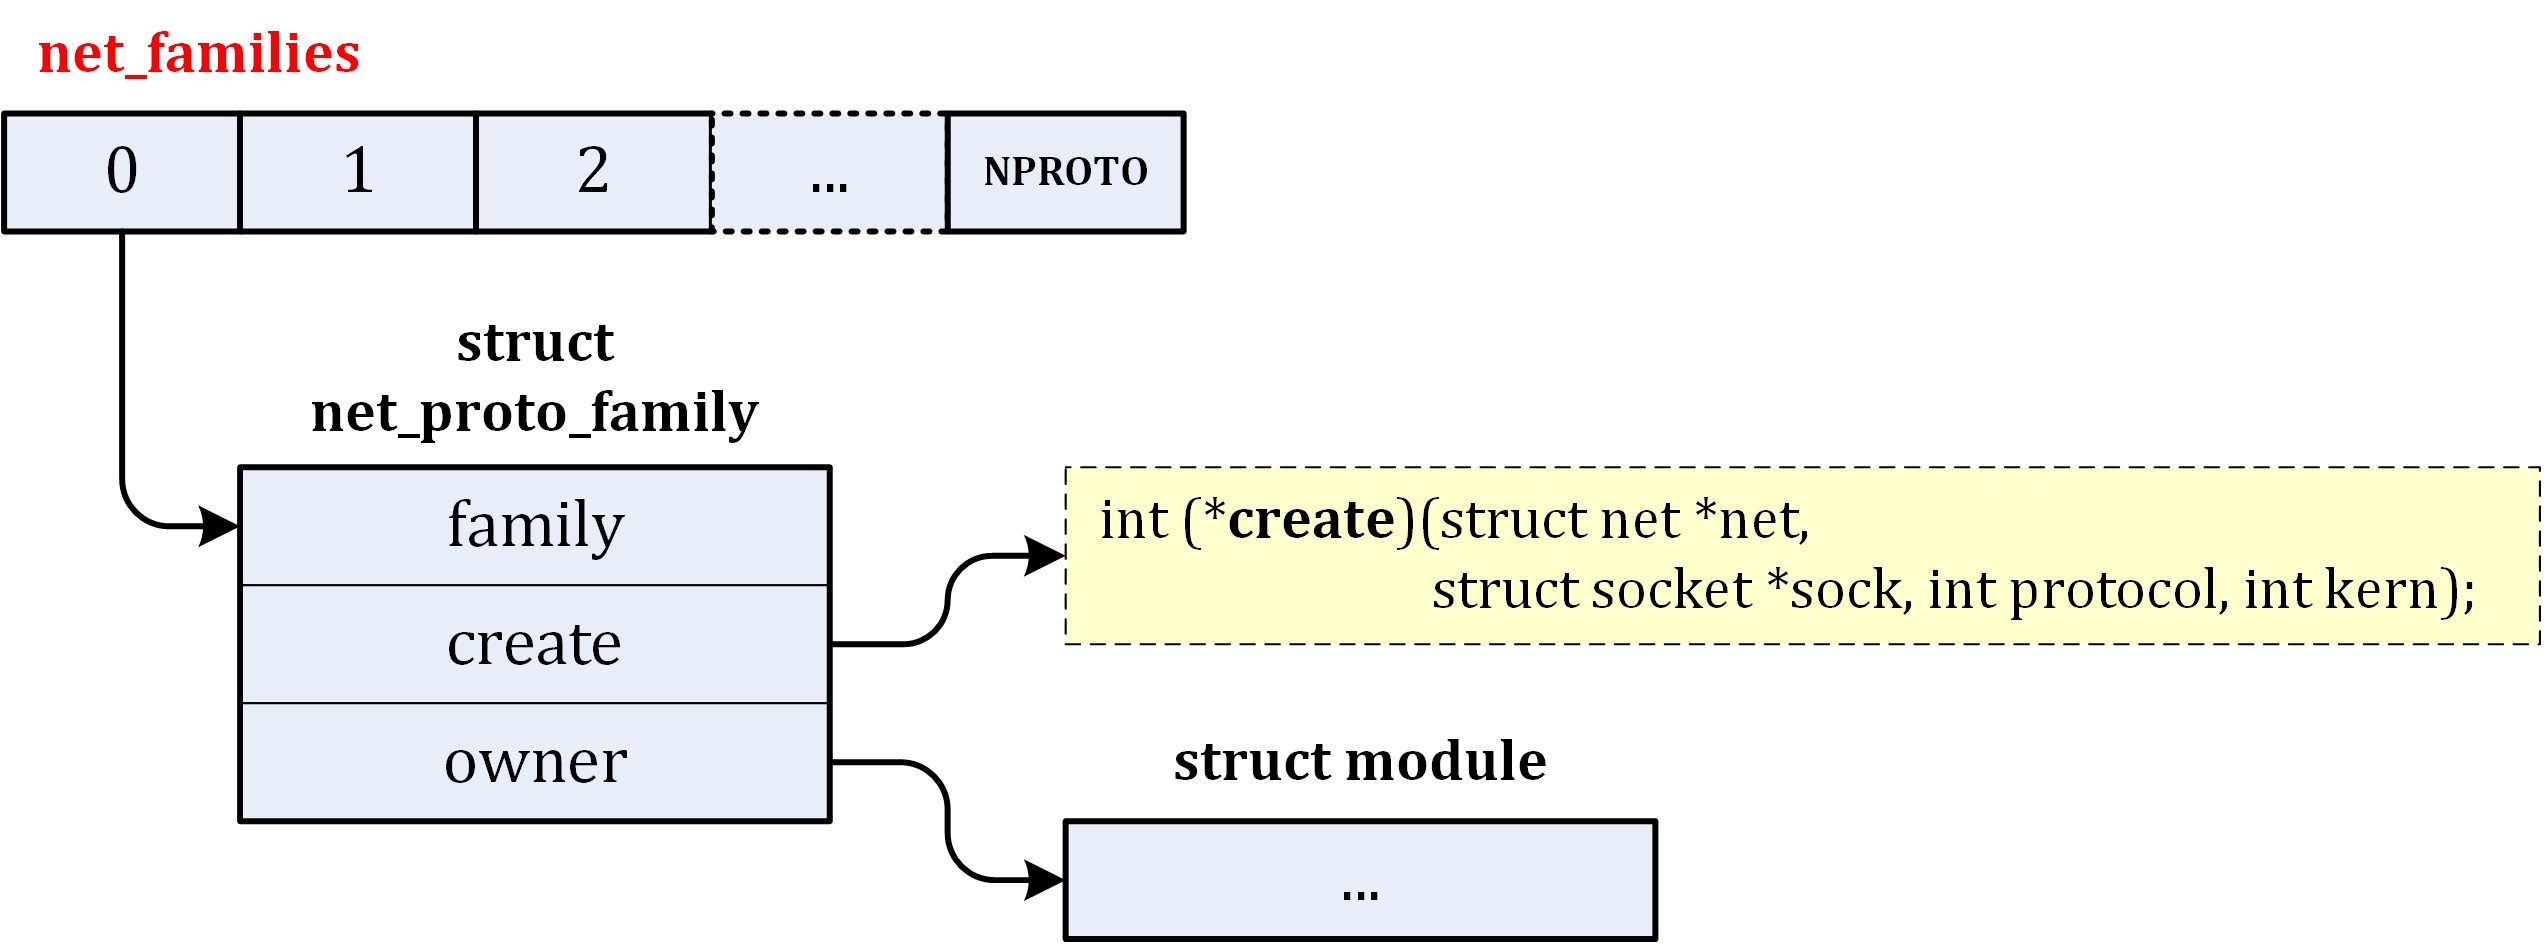 net_families
0 1 2 ... NPROTO
struct
net_proto_family
family
create
owner
int (*create)(struct net *net,
struct socket *sock, int protocol, int kern);
struct module
...